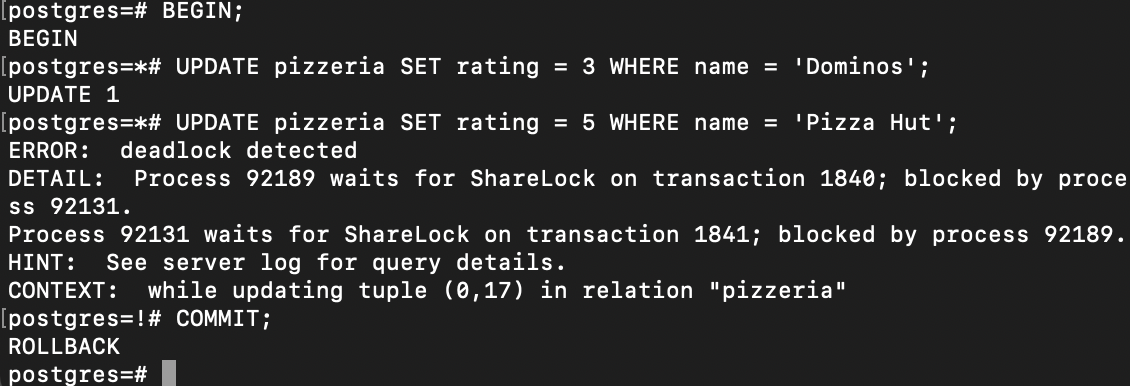 [postgres=# BEGIN;
BEGIN
[postgres=*# UPDATE pizzeria SET rating = 3 WHERE name = 'Dominos';
UPDATE 1
[postgres=*# UPDATE pizzeria SET rating = 5 WHERE name = 'Pizza Hut';
ERROR:  deadlock detected
DETAIL:  Process 92189 waits for ShareLock on transaction 1840; blocked by proce
ss 92131.
Process 92131 waits for ShareLock on transaction 1841; blocked by process 92189.
HINT:  See server log for query details.
CONTEXT:  while updating tuple (0,17) in relation "pizzeria"
[postgres=!# COMMIT;
ROLLBACK
postgres=#